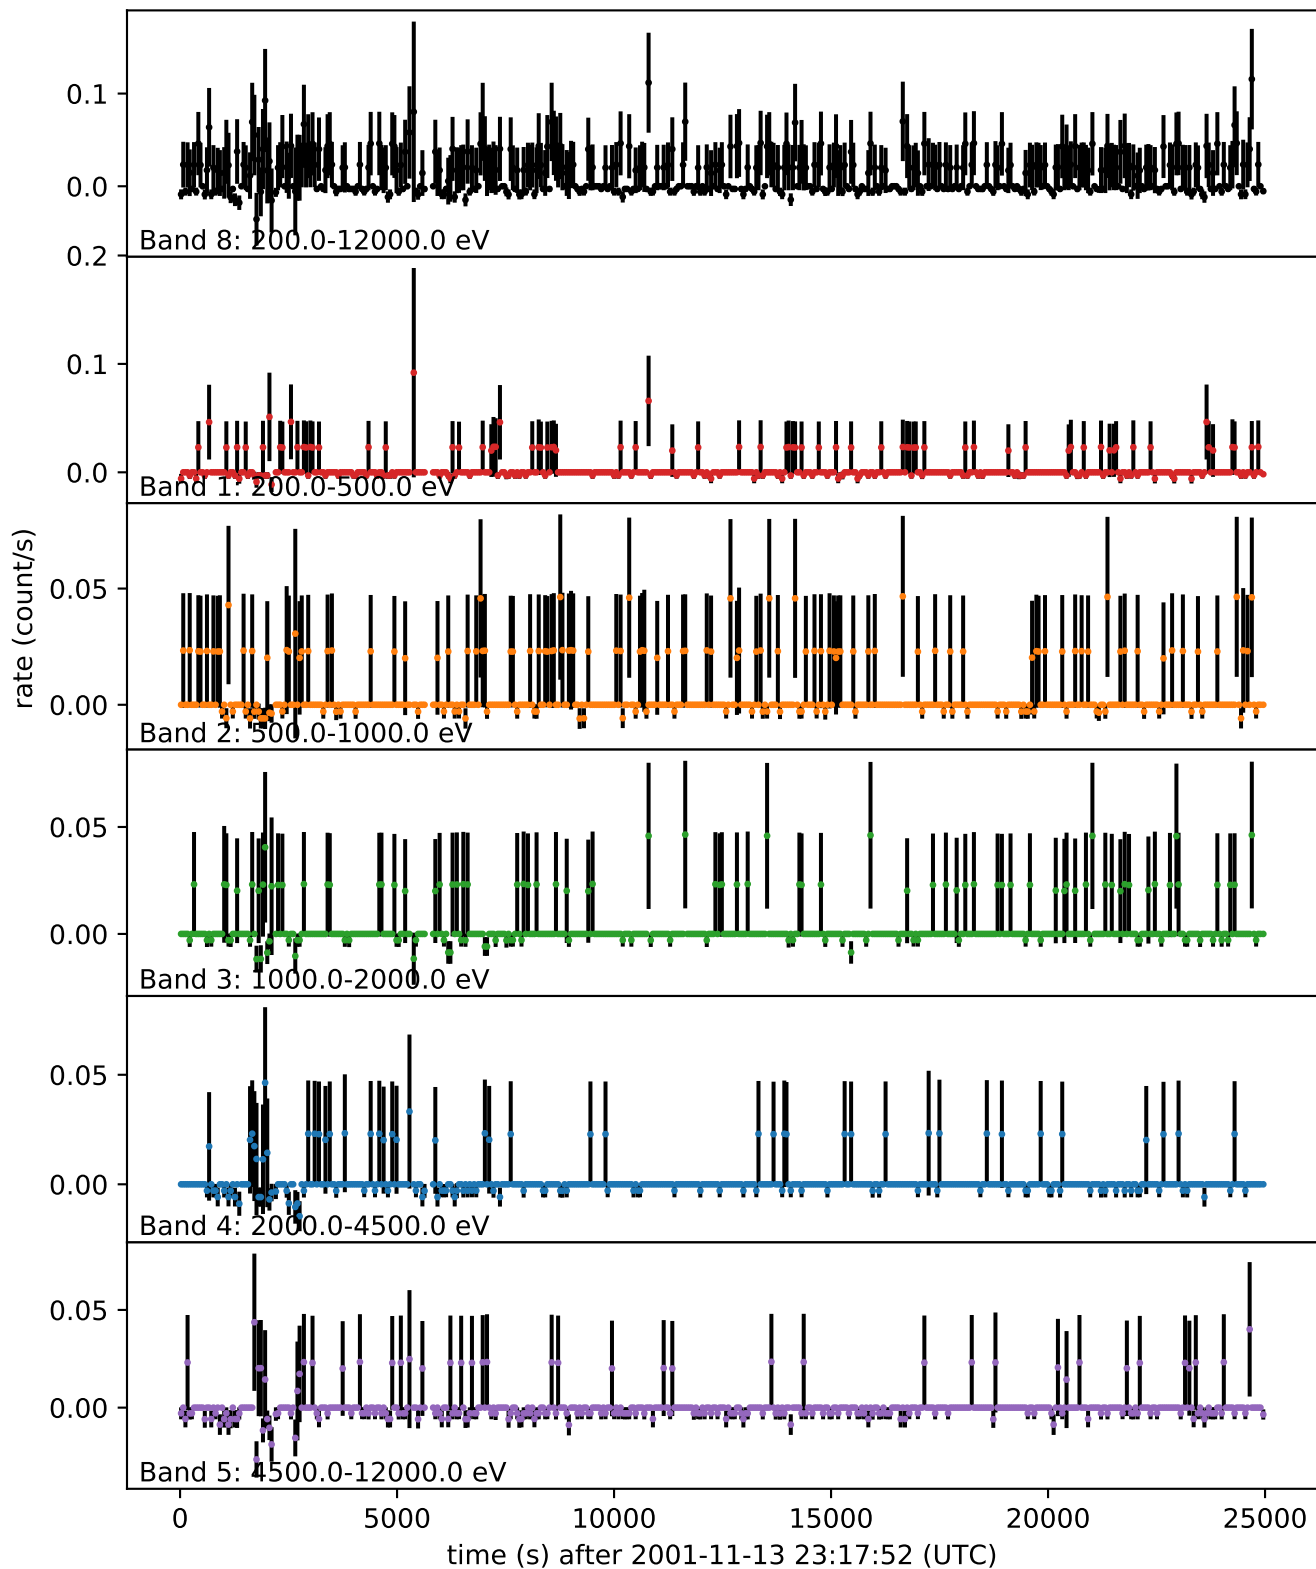 0.1
0.0
Band 8: 200.0-12000.0 eV
0.2
0.1
0.0
Band 1: 200.0-500.0 eV
rate (count/s)
0.05
0.00
Band 2: 500.0-1000.0 eV
0.05
0.00
Band 3: 1000.0-2000.0 eV
0.05
0.00
Band 4: 2000.0-4500.0 eV
0.05
0.00
Band 5: 4500.0-12000.0 eV
0 5000 10000 15000 20000 25000
time (s) after 2001-11-13 23:17:52 (UTC)